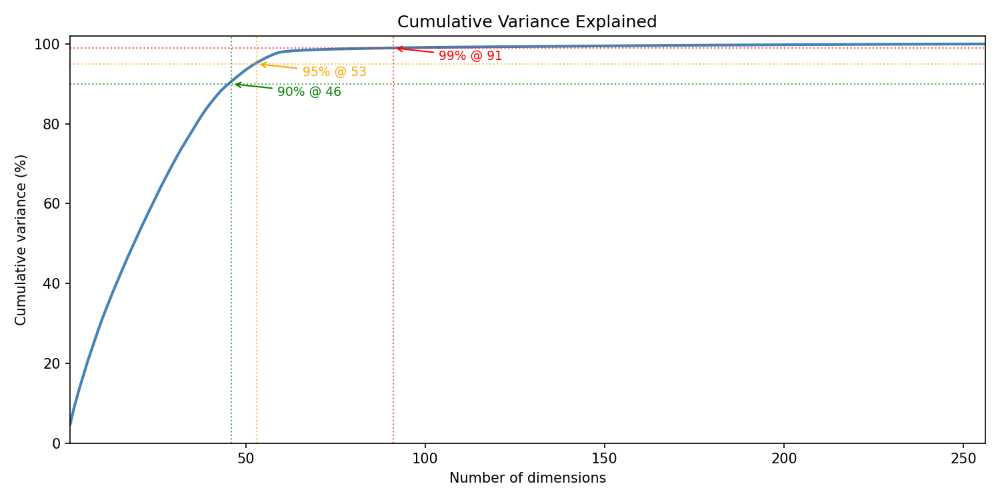 Cumulative Variance Explained
Cumulative variance (%)
100
80
60
40
20
0
99% @ 91
95% @ 53
90% @ 46
50
100
150
200
250
Number of dimensions